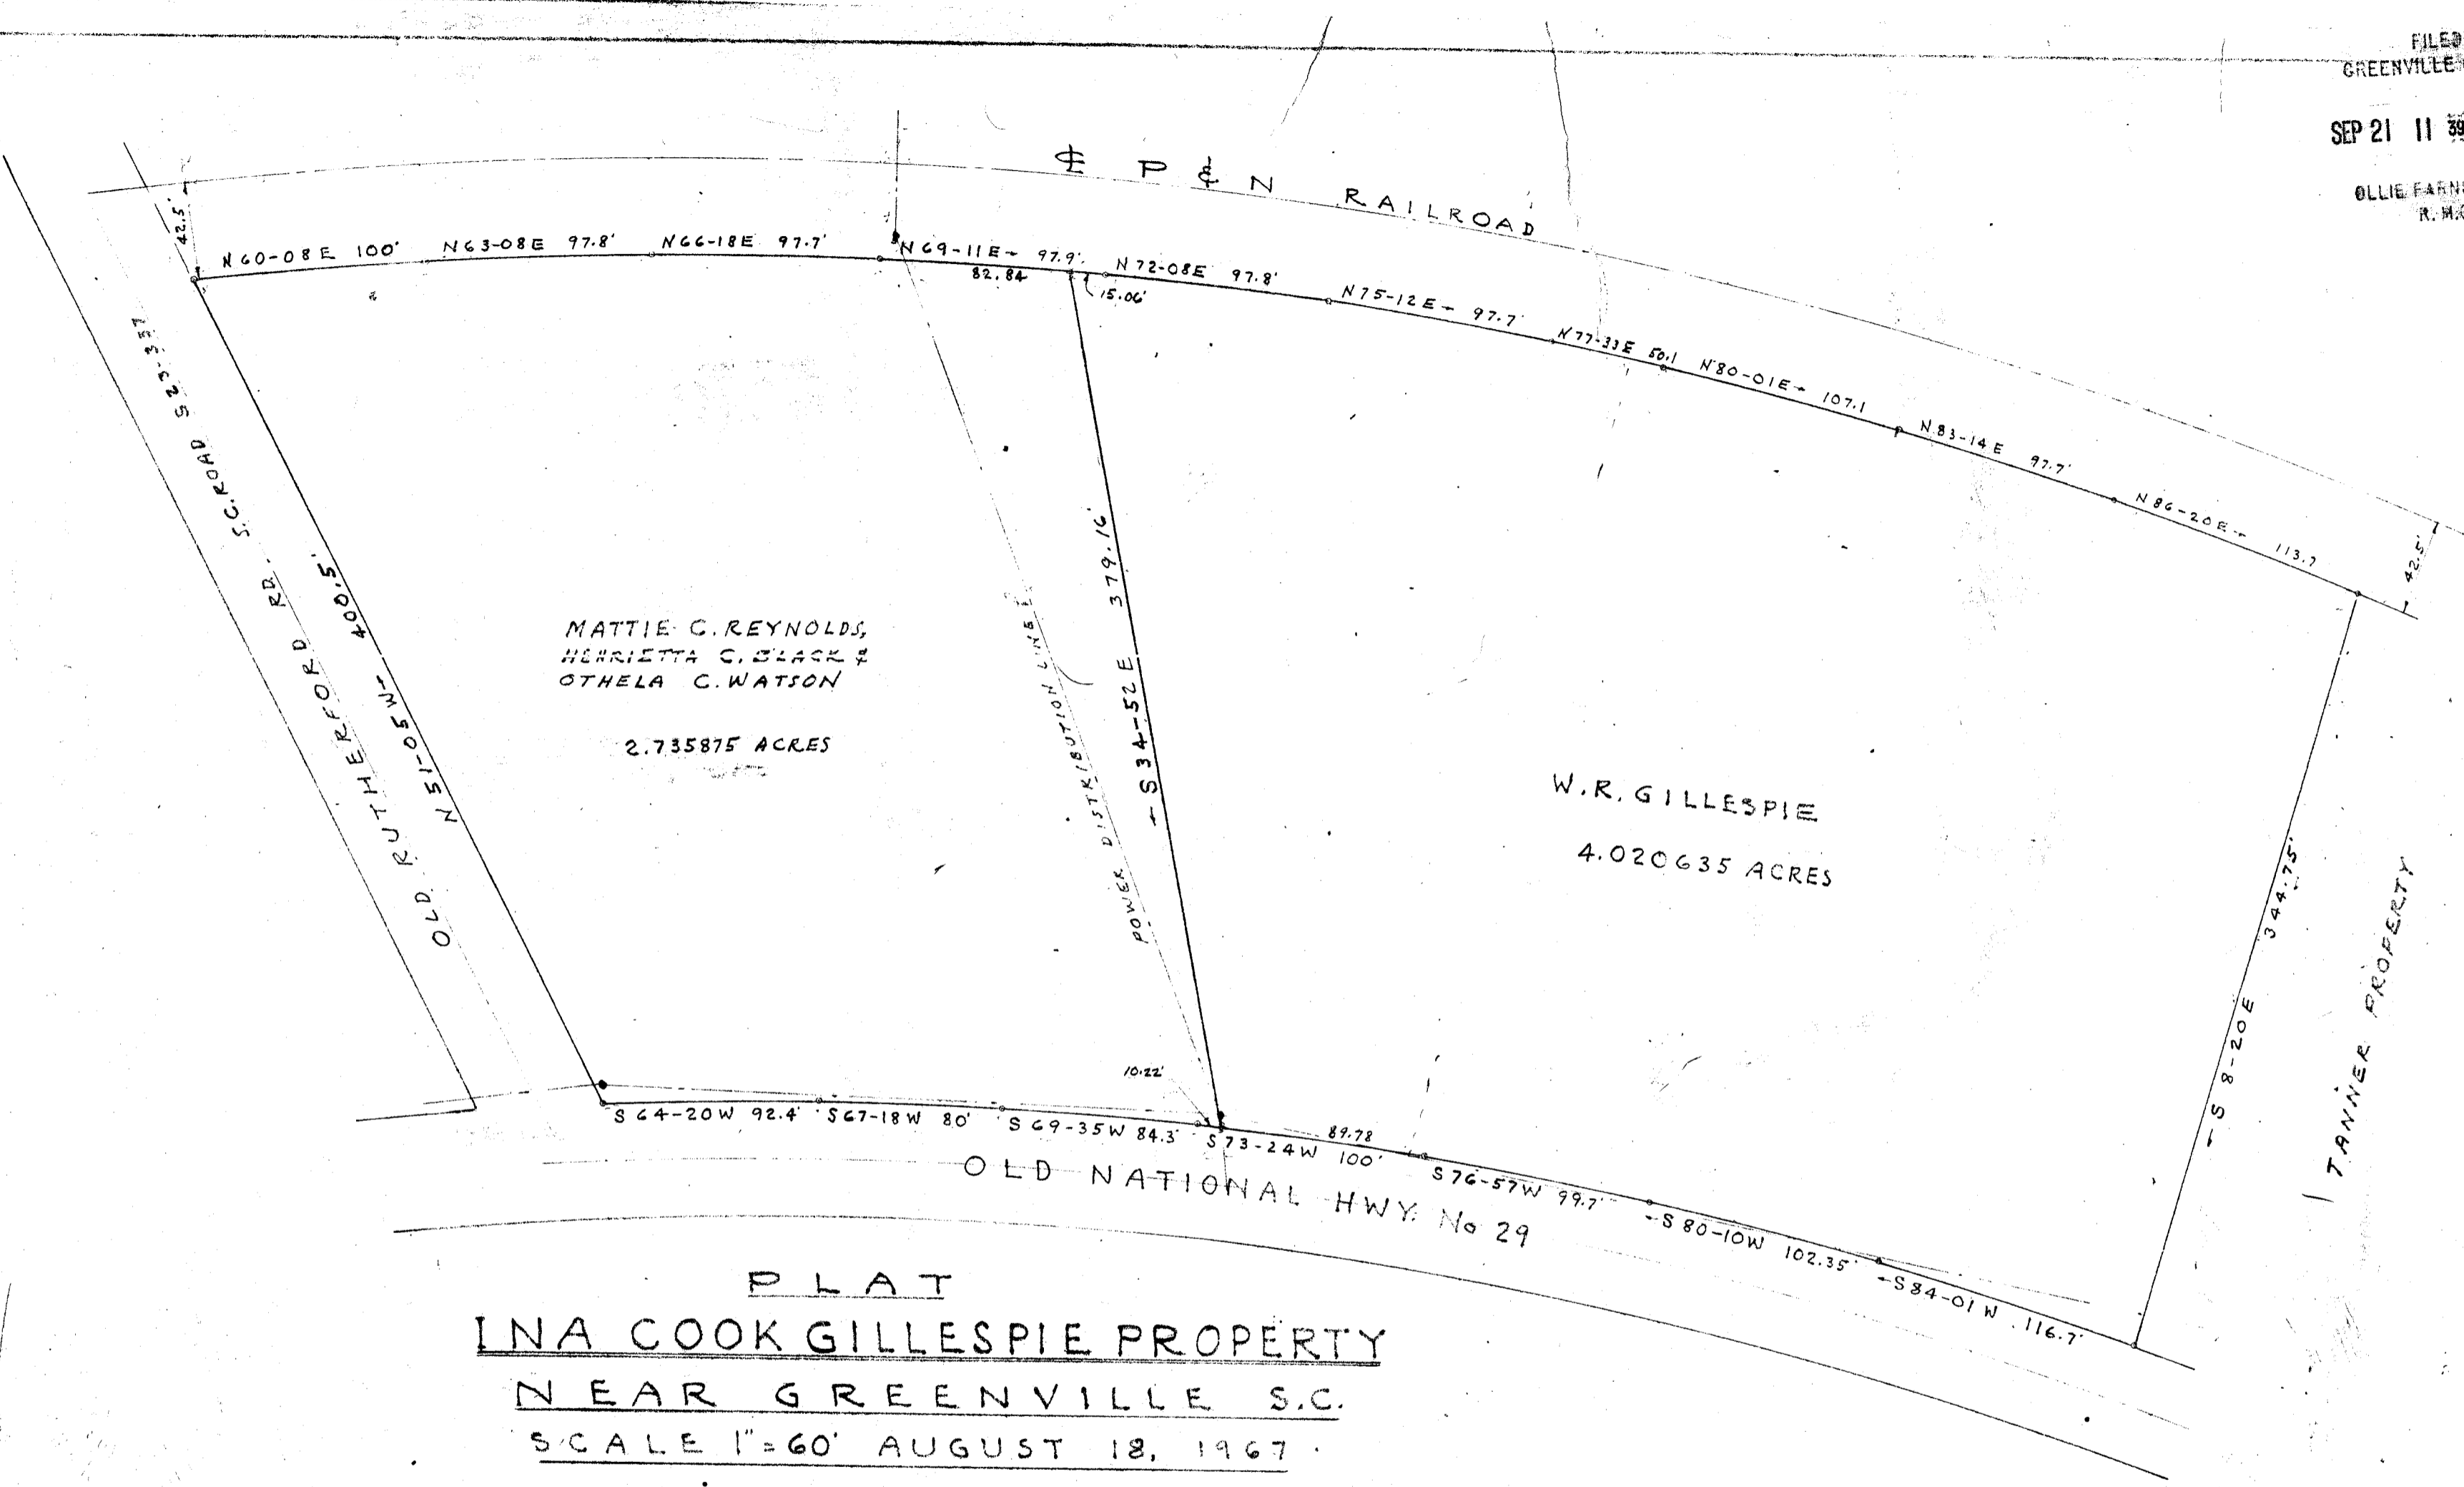 FILED
GREENVILLE
SEP 21 11 39
OLLIE FARNS
R. M. C
℄ P & N RAILROAD
42.5'
N 60-08 E 100'
N 63-08 E 97.8'
N 66-18 E 97.7'
N 69-11 E 97.9'
82.84
15.06'
N 72-08 E 97.8'
N 75-12 E 97.7'
N 77-33 E 50.1
N 80-01 E 107.1
N 83-14 E 97.7'
N 86-20 E 113.7
42.5'
S.C. ROAD S 23-337
OLD RUTHERFORD RD.
N 51-05 W 400.5'
MATTIE C. REYNOLDS,
HENRIETTA C. BLACK &
OTHELA C. WATSON
2.735875 ACRES
POWER DISTRIBUTION LINE
S 34-52 E 379.16'
W. R. GILLESPIE
4.020635 ACRES
S 8-20 E 344.75'
TANNER PROPERTY
10.22'
S 64-20 W 92.4'
S 67-18 W 80'
S 69-35 W 84.3'
S 73-24 W 100'
89.78
S 76-57 W 99.7'
S 80-10 W 102.35'
S 84-01 W 116.7'
OLD NATIONAL HWY. No 29
PLAT
INA COOK GILLESPIE PROPERTY
NEAR GREENVILLE S.C.
SCALE 1"=60' AUGUST 18, 1967